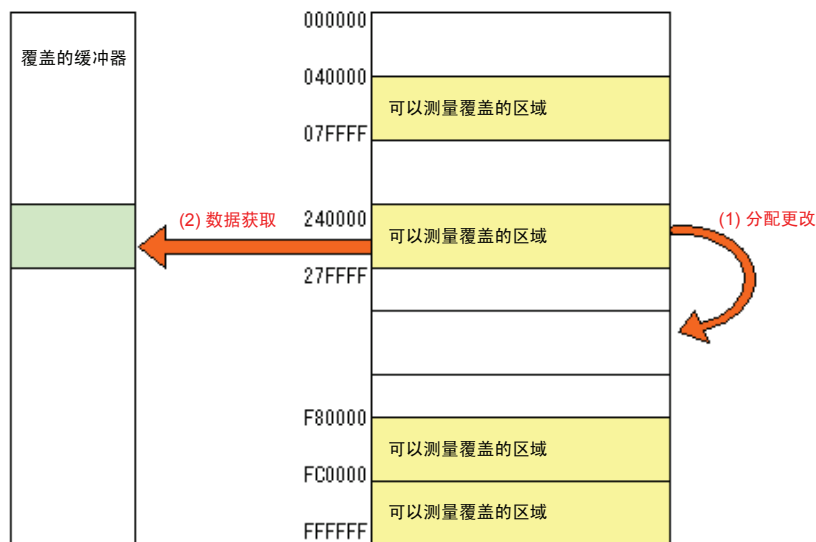 000000
覆盖的缓冲器
040000
可以测量覆盖的区域
07FFFF
(2) 数据获取
240000
可以测量覆盖的区域
(1) 分配更改
27FFFF
F80000
可以测量覆盖的区域
FC0000
可以测量覆盖的区域
FFFFFF